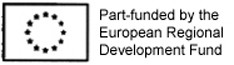 Part-funded by the
European Regional
Development Fund